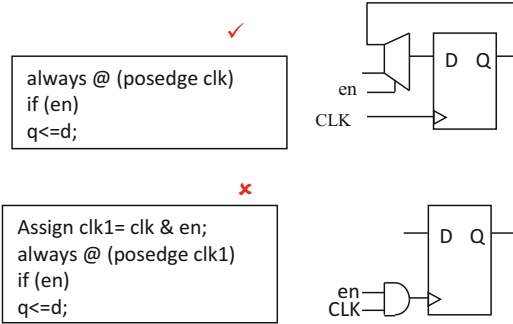 ✓
always @ (posedge clk)
if (en)
q<=d;
D Q
en
CLK
✘
Assign clk1= clk & en;
always @ (posedge clk1)
if (en)
q<=d;
D Q
en
CLK